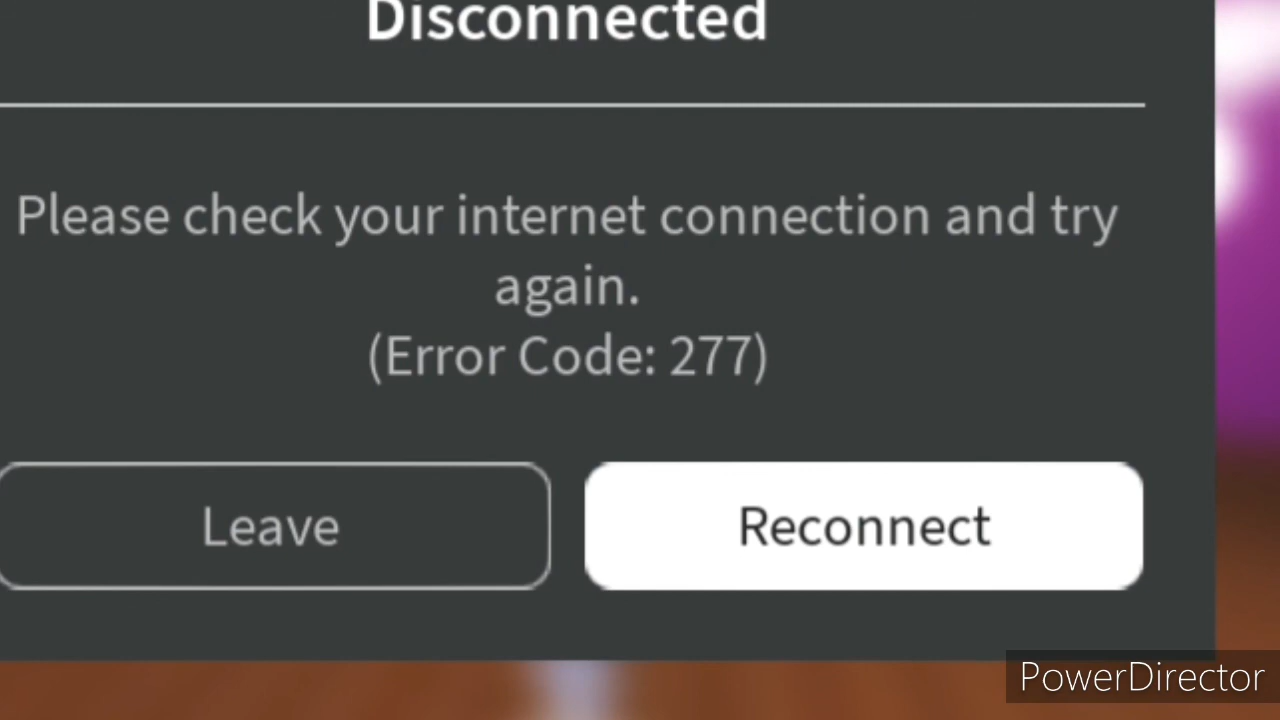 Disconnected
Please check your internet connection and try
again.
(Error Code: 277)
Leave
Reconnect
PowerDirector